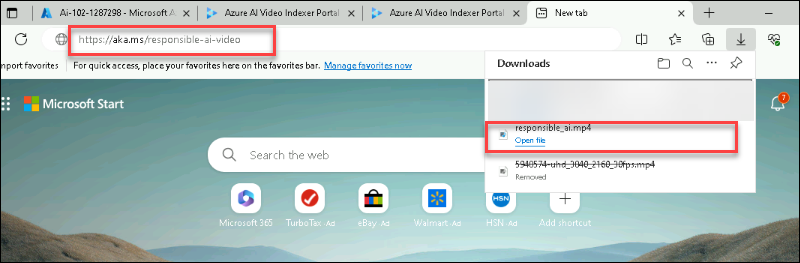 Ai-102-1287298 - Microsoft A
Azure AI Video Indexer Portal
Azure AI Video Indexer Portal
New tab
https://aka.ms/responsible-ai-video
mport favorites
For quick access, place your favorites here on the favorites bar. Manage favorites now
Downloads
Microsoft Start
7
responsible_ai.mp4
Open file
Search the web
5940574-uhd_3840_2160_30fps.mp4
Removed
Microsoft 365
TurboTax · Ad
eBay · Ad
Walmart · Ad
HSN
HSN · Ad
Add shortcut